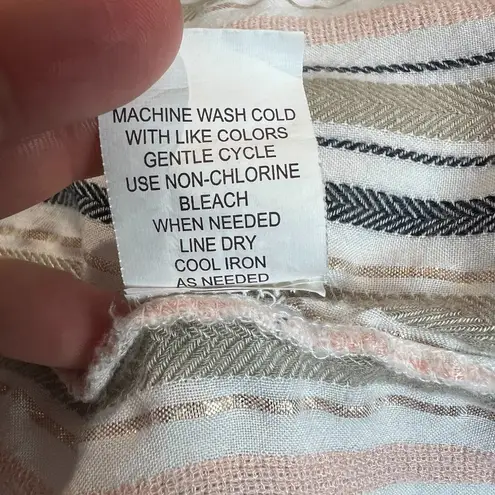 MACHINE WASH COLD
WITH LIKE COLORS
GENTLE CYCLE
USE NON-CHLORINE
BLEACH
WHEN NEEDED
LINE DRY
COOL IRON
AS NEEDED